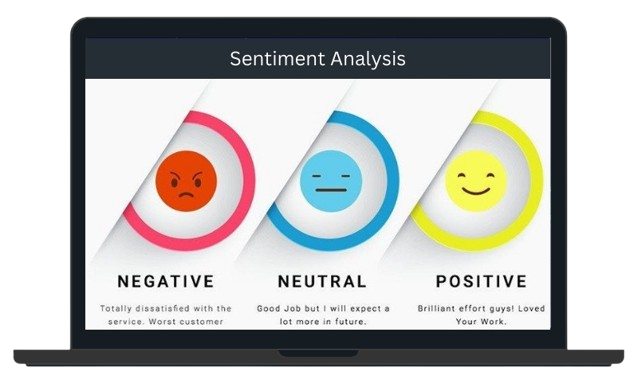 Sentiment Analysis
NEGATIVE
Totally dissatisfied with the
service. Worst customer
NEUTRAL
Good Job but I will expect a
lot more in future.
POSITIVE
Brilliant effort guys! Loved
Your Work.